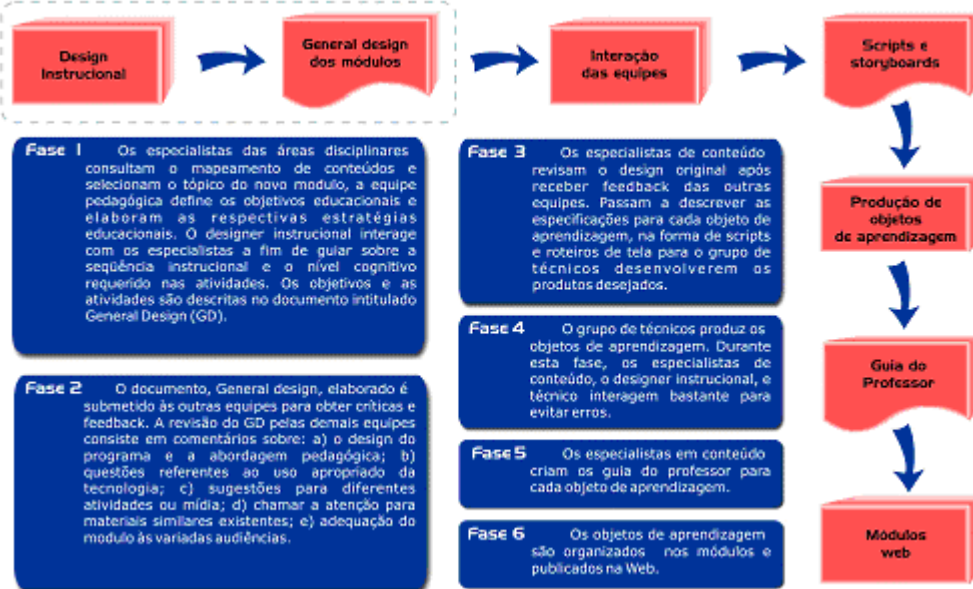 Design
Instrucional
General design
dos módulos
Interação
das equipes
Scripts e
storyboards
Fase 1 Os especialistas das áreas disciplinares
consultam o mapeamento de conteúdos e
selecionam o tópico do novo modulo, a equipe
pedagógica define os objetivos educacionais e
elaboram as respectivas estratégias
educacionais. O designer instrucional interage
com os especialistas a fim de guiar sobre a
seqüência instrucional e o nível cognitivo
requerido nas atividades. Os objetivos e as
atividades são descritas no documento intitulado
General Design (GD).
Fase 2 O documento, General design, elaborado é
submetido às outras equipes para obter críticas e
feedback. A revisão do GD pelas demais equipes
consiste em comentários sobre: a) o design do
programa e a abordagem pedagógica; b)
questões referentes ao uso apropriado da
tecnologia; c) sugestões para diferentes
atividades ou mídia; d) chamar a atenção para
materiais similares existentes; e) adequação do
modulo às variadas audiências.
Fase 3 Os especialistas de conteúdo
revisam o design original após
receber feedback das outras
equipes. Passam a descrever as
especificações para cada objeto de
aprendizagem, na forma de scripts
e roteiros de tela para o grupo de
técnicos desenvolverem os
produtos desejados.
Fase 4 O grupo de técnicos produz os
objetos de aprendizagem. Durante
esta fase, os especialistas de
conteúdo, o designer instrucional, e
técnico interagem bastante para
evitar erros.
Fase 5 Os especialistas em conteúdo
criam os guia do professor para
cada objeto de aprendizagem.
Fase 6 Os objetos de aprendizagem
são organizados nos módulos e
publicados na Web.
Produção de
objetos
de aprendizagem
Guia do
Professor
Módulos
web